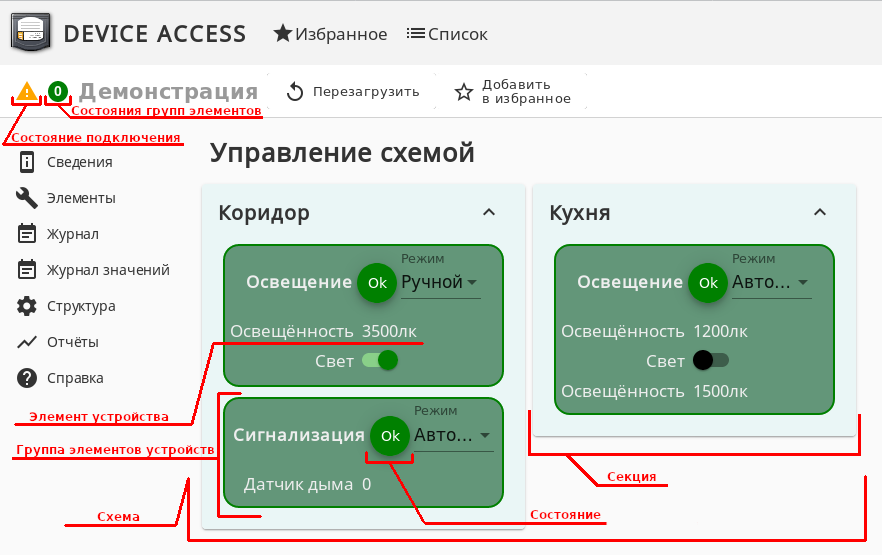 DEVICE ACCESS
Избранное
Список
0
Демонстрация
Перезагрузить
Добавить
в избранное
Состояния групп элементов
Состояние подключения
Сведения
Элементы
Журнал
Журнал значений
Структура
Отчёты
Справка
Управление схемой
Коридор
Освещение
Ok
Режим
Ручной
Освещённость 3500лк
Свет
Сигнализация
Ok
Режим
Авто...
Датчик дыма 0
Кухня
Освещение
Ok
Режим
Авто...
Освещённость 1200лк
Свет
Освещённость 1500лк
Элемент устройства
Группа элементов устройств
Секция
Состояние
Схема